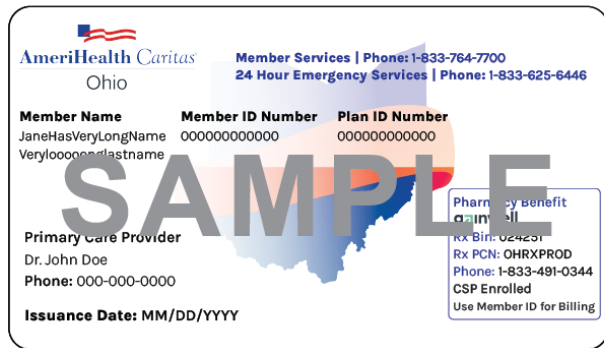 AmeriHealth Caritas
Ohio
Member Services | Phone: 1-833-764-7700
24 Hour Emergency Services | Phone: 1-833-625-6446
Member Name
JaneHasVeryLongName
Verylooooonglastname
Member ID Number
000000000000
Plan ID Number
000000000000
SAMPLE
Primary Care Provider
Dr. John Doe
Phone: 000-000-0000
Issuance Date: MM/DD/YYYY
Pharmacy Benefit
gainwell
Rx Bin: 024251
Rx PCN: OHRXPROD
Phone: 1-833-491-0344
CSP Enrolled
Use Member ID for Billing